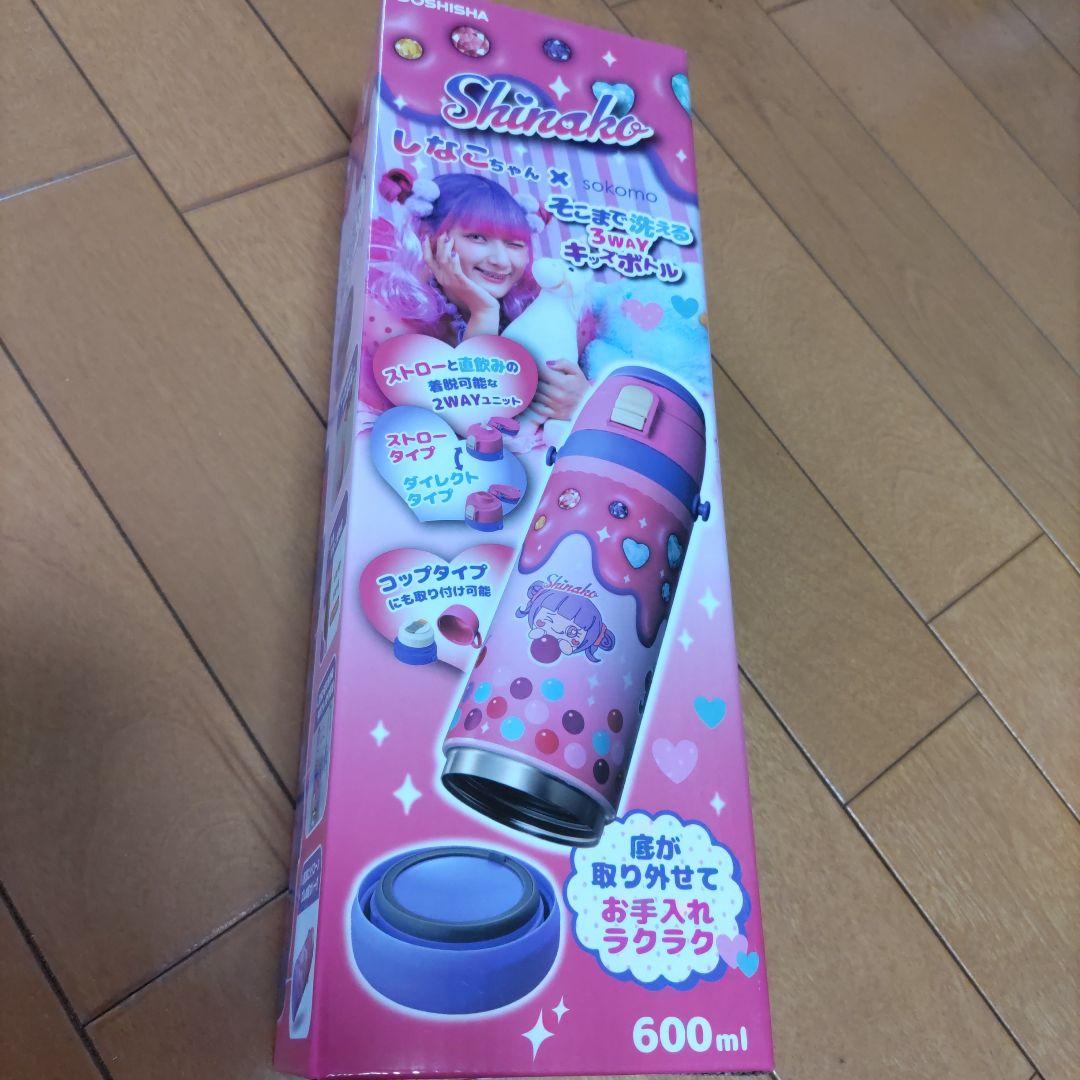 DOSHISHA
Shinako
しなこちゃん × sokomo
そこまで洗える
3WAY
キッズボトル
ストローと直飲みの
着脱可能な
2WAYユニット
ストロー
タイプ
ダイレクト
タイプ
コップタイプ
にも取り付け可能
Shinako
底が
取り外せて
お手入れ
ラクラク
600ml